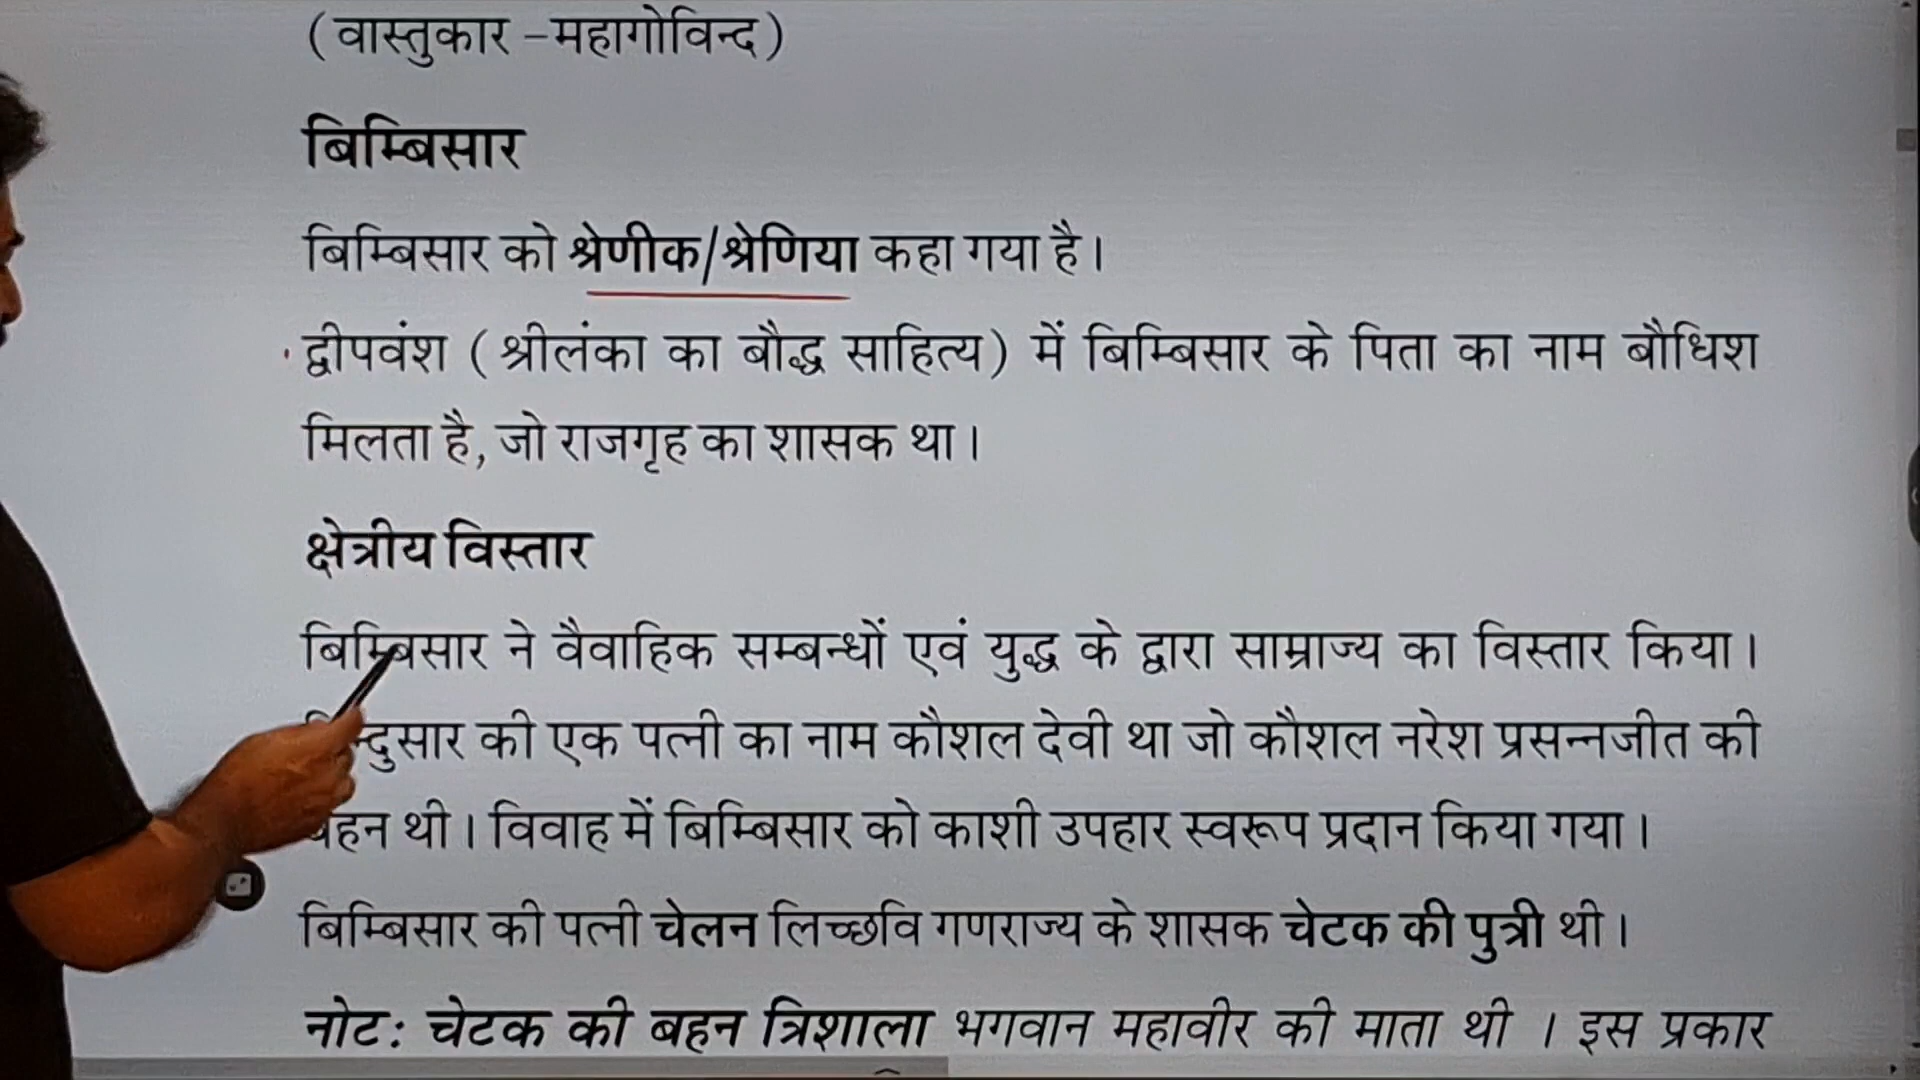 (वास्तुकार –महागोविन्द)
बिम्बिसार
बिम्बिसार को श्रेणीक/श्रेणिया कहा गया है।
द्वीपवंश (श्रीलंका का बौद्ध साहित्य) में बिम्बिसार के पिता का नाम बौधिश
मिलता है, जो राजगृह का शासक था।
क्षेत्रीय विस्तार
बिम्बिसार ने वैवाहिक सम्बन्धों एवं युद्ध के द्वारा साम्राज्य का विस्तार किया।
की एक पत्नी का नाम कौशल देवी था जो कौशल नरेश प्रसन्नजीत की
बहन थी। विवाह में बिम्बिसार को काशी उपहार स्वरूप प्रदान किया गया।
बिम्बिसार की पत्नी चेलन लिच्छवि गणराज्य के शासक चेटक की पुत्री थी।
नोट: चेटक की बहन त्रिशाला भगवान महावीर की माता थी । इस प्रकार